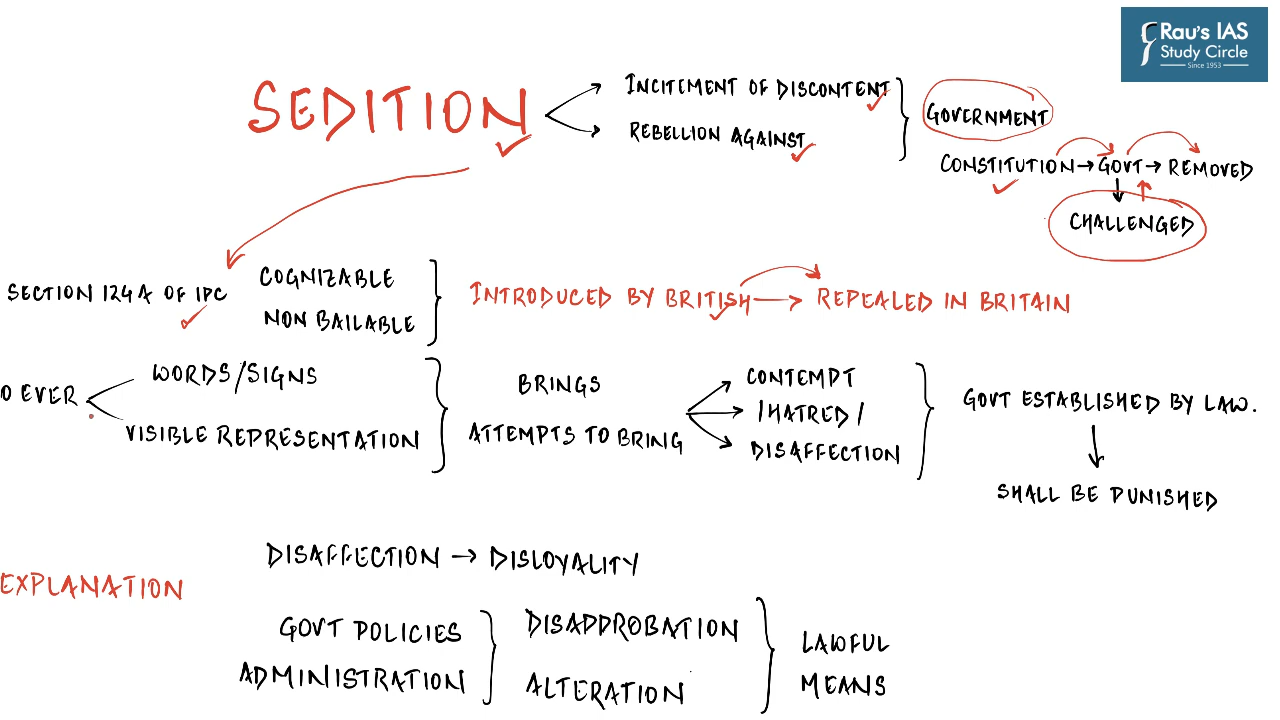 Rau's IAS
Study Circle
Since 1953
SEDITION
INCITEMENT OF DISCONTENT
REBELLION AGAINST
GOVERNMENT
CONSTITUTION → GOVT → REMOVED
CHALLENGED
SECTION 124A OF IPC
COGNIZABLE
NON BAILABLE
INTRODUCED BY BRITISH → REPEALED IN BRITAIN
O EVER
WORDS/SIGNS
VISIBLE REPRESENTATION
BRINGS
ATTEMPTS TO BRING
CONTEMPT
/HATRED/
DISAFFECTION
GOVT ESTABLISHED BY LAW.
SHALL BE PUNISHED
EXPLANATION
DISAFFECTION → DISLOYALITY
GOVT POLICIES
ADMINISTRATION
DISAPPROBATION
ALTERATION
LAWFUL
MEANS